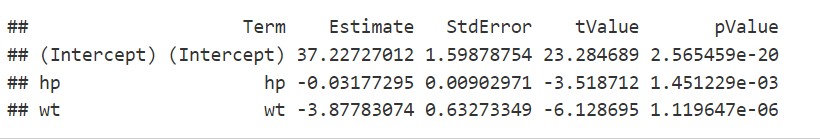 ##                    Term    Estimate   StdError    tValue       pValue
## (Intercept) (Intercept) 37.22727012 1.59878754 23.284689 2.565459e-20
## hp                   hp -0.03177295 0.00902971 -3.518712 1.451229e-03
## wt                   wt -3.87783074 0.63273349 -6.128695 1.119647e-06